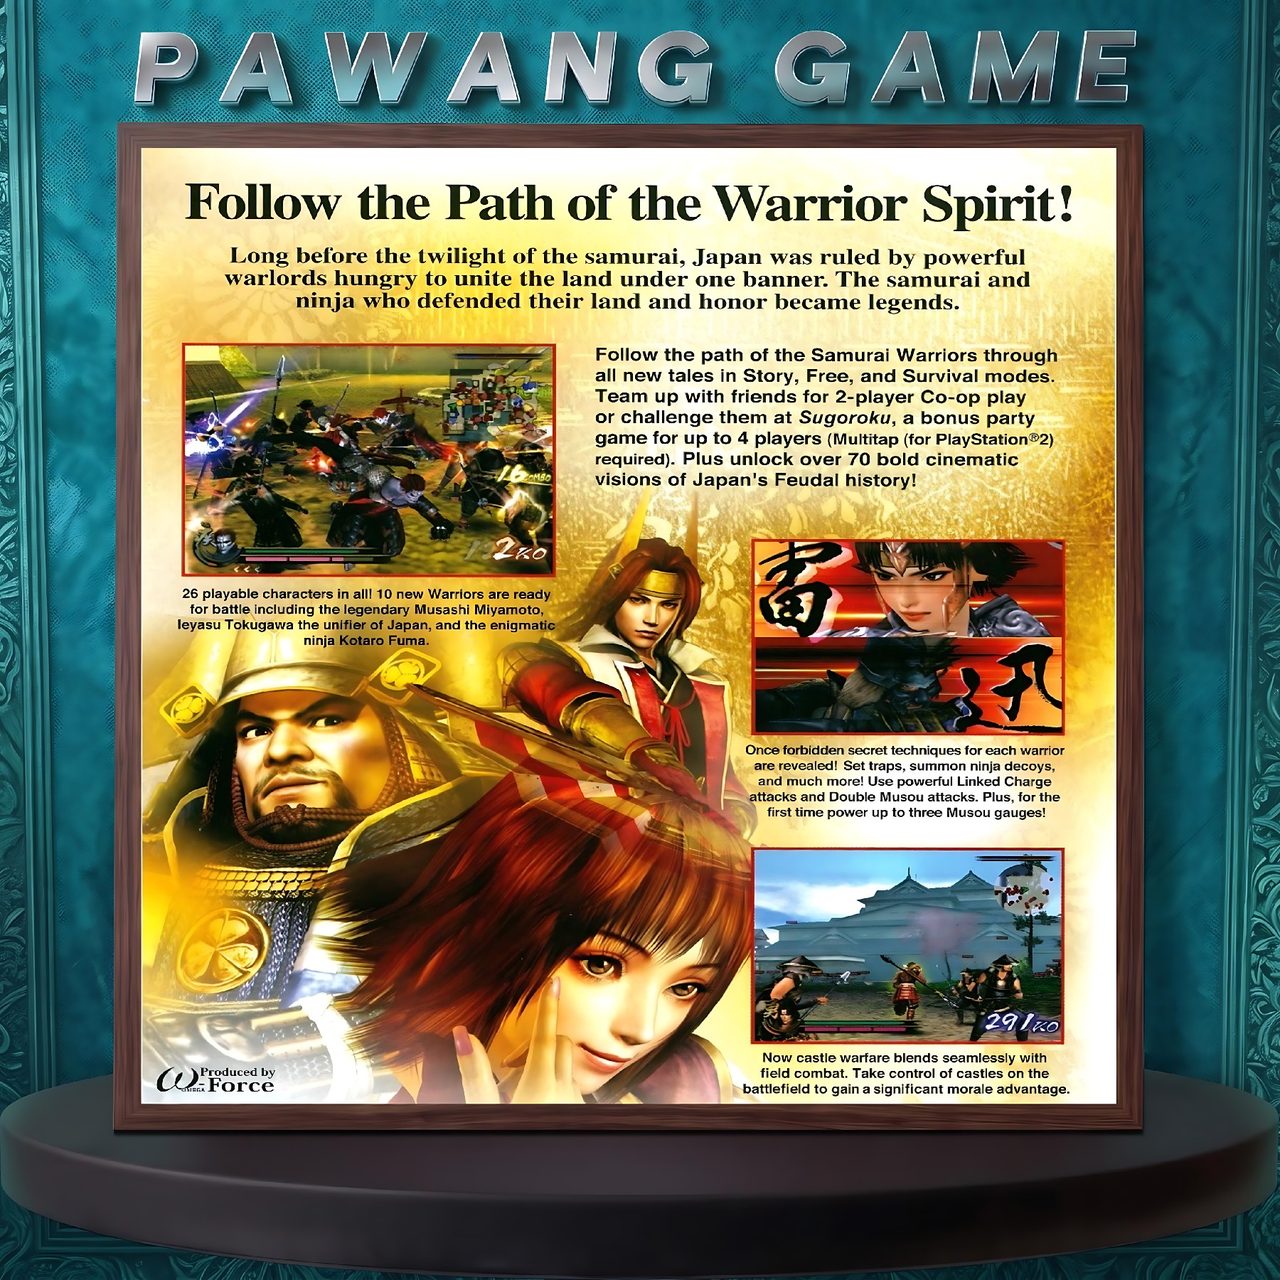 PAWANG GAME
Follow the Path of the Warrior Spirit!
Long before the twilight of the samurai, Japan was ruled by powerful
warlords hungry to unite the land under one banner. The samurai and
ninja who defended their land and honor became legends.
Follow the path of the Samurai Warriors through
all new tales in Story, Free, and Survival modes.
Team up with friends for 2-player Co-op play
or challenge them at Sugoroku, a bonus party
game for up to 4 players (Multitap (for PlayStation®2)
required). Plus unlock over 70 bold cinematic
visions of Japan's Feudal history!
16 COMBO
2 KO
26 playable characters in all! 10 new Warriors are ready
for battle including the legendary Musashi Miyamoto,
Ieyasu Tokugawa the unifier of Japan, and the enigmatic
ninja Kotaro Fuma.
雷
迅
Once forbidden secret techniques for each warrior
are revealed! Set traps, summon ninja decoys,
and much more! Use powerful Linked Charge
attacks and Double Musou attacks. Plus, for the
first time power up to three Musou gauges!
291 KO
Now castle warfare blends seamlessly with
field combat. Take control of castles on the
battlefield to gain a significant morale advantage.
Produced by
ω-Force
OMEGA